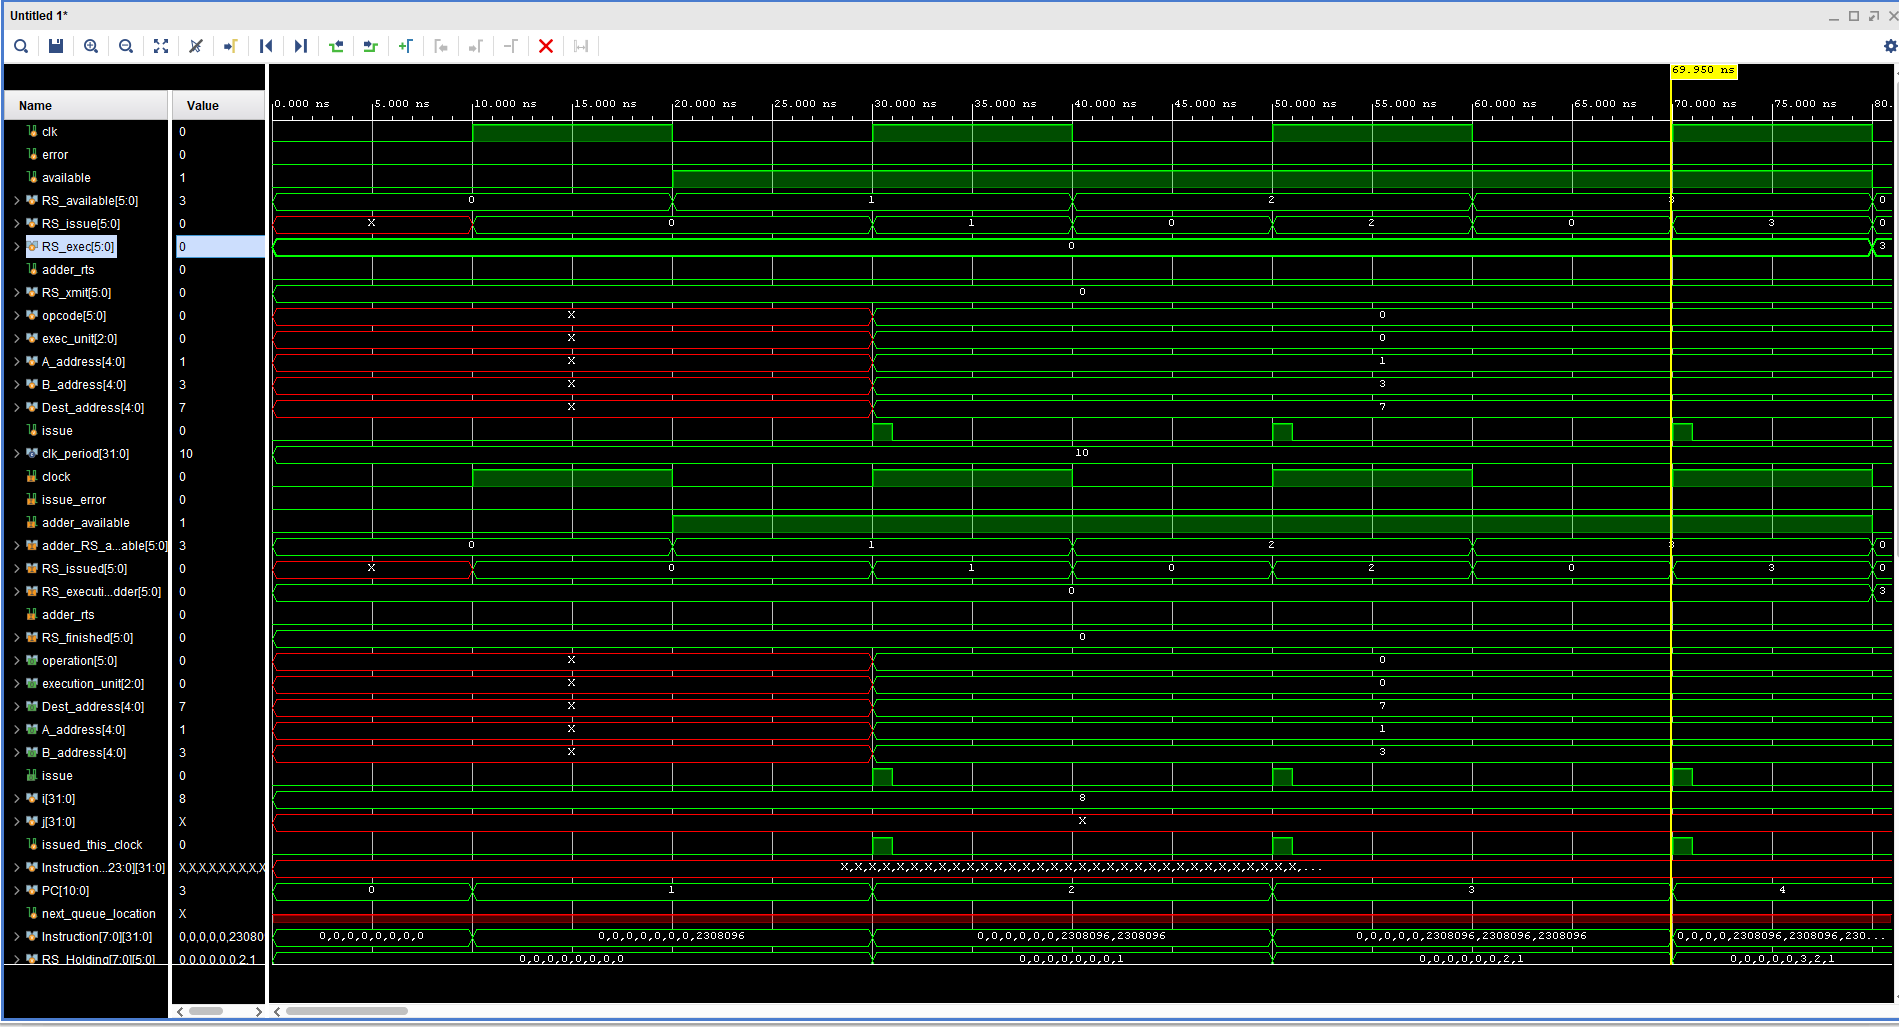 Untitled 1*
69.950 ns
Name Value 0.000 ns 5.000 ns 10.000 ns 15.000 ns 20.000 ns 25.000 ns 30.000 ns 35.000 ns 40.000 ns 45.000 ns 50.000 ns 55.000 ns 60.000 ns 65.000 ns 70.000 ns 75.000 ns 80.
clk 0
error 0
available 1
RS_available[5:0] 3 0 1 2 3 0
RS_issue[5:0] 0 X 0 1 0 2 0 3 0
RS_exec[5:0] 0 0 3
adder_rts 0
RS_xmit[5:0] 0 0
opcode[5:0] 0 X 0
exec_unit[2:0] 0 X 0
A_address[4:0] 1 X 1
B_address[4:0] 3 X 3
Dest_address[4:0] 7 X 7
issue 0
clk_period[31:0] 10 10
clock 0
issue_error 0
adder_available 1
adder_RS_a...able[5:0] 3 0 1 2 3 0
RS_issued[5:0] 0 X 0 1 0 2 0 3 0
RS_executi...dder[5:0] 0 0 3
adder_rts 0
RS_finished[5:0] 0 0
operation[5:0] 0 X 0
execution_unit[2:0] 0 X 0
Dest_address[4:0] 7 X 7
A_address[4:0] 1 X 1
B_address[4:0] 3 X 3
issue 0
i[31:0] 8 8
j[31:0] X X
issued_this_clock 0
Instruction...23:0][31:0] X,X,X,X,X,X,X,X,X X,X,X,X,X,X,X,X,X,X,X,X,X,X,X,X,X,X,X,X,X,X,X,X,X,X,X,X,X,X,X,X,X,...
PC[10:0] 3 0 1 2 3 4
next_queue_location X
Instruction[7:0][31:0] 0,0,0,0,0,23080 0,0,0,0,0,0,0,0 0,0,0,0,0,0,0,2308096 0,0,0,0,0,0,2308096,2308096 0,0,0,0,0,2308096,2308096,2308096 0,0,0,0,2308096,2308096,230...
RS_Holding[7:0][5:0] 0,0,0,0,0,0,2,1 0,0,0,0,0,0,0,0 0,0,0,0,0,0,0,1 0,0,0,0,0,0,2,1 0,0,0,0,0,3,2,1